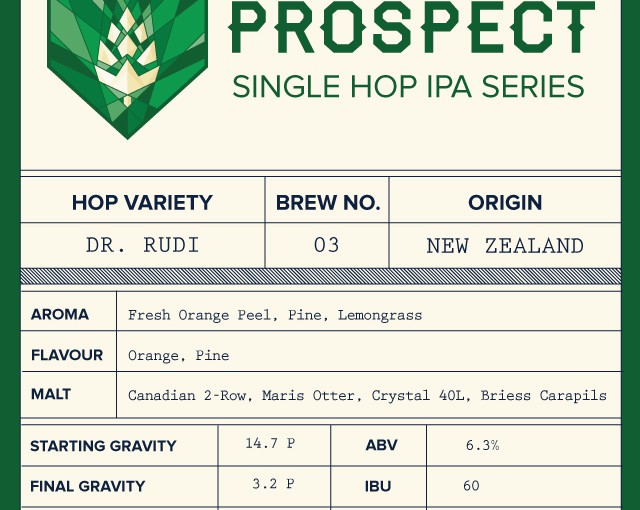 PROSPECT
SINGLE HOP IPA SERIES
HOP VARIETY BREW NO. ORIGIN
DR. RUDI 03 NEW ZEALAND
AROMA Fresh Orange Peel, Pine, Lemongrass
FLAVOUR Orange, Pine
MALT Canadian 2-Row, Maris Otter, Crystal 40L, Briess Carapils
STARTING GRAVITY 14.7 P ABV 6.3%
FINAL GRAVITY 3.2 P IBU 60